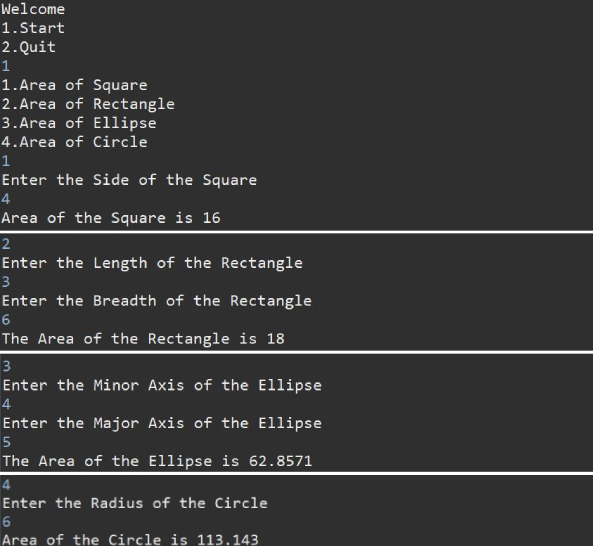 Welcome
1.Start
2.Quit
1
1.Area of Square
2.Area of Rectangle
3.Area of Ellipse
4.Area of Circle
1
Enter the Side of the Square
4
Area of the Square is 16
2
Enter the Length of the Rectangle
3
Enter the Breadth of the Rectangle
6
The Area of the Rectangle is 18
3
Enter the Minor Axis of the Ellipse
4
Enter the Major Axis of the Ellipse
5
The Area of the Ellipse is 62.8571
4
Enter the Radius of the Circle
6
Area of the Circle is 113.143